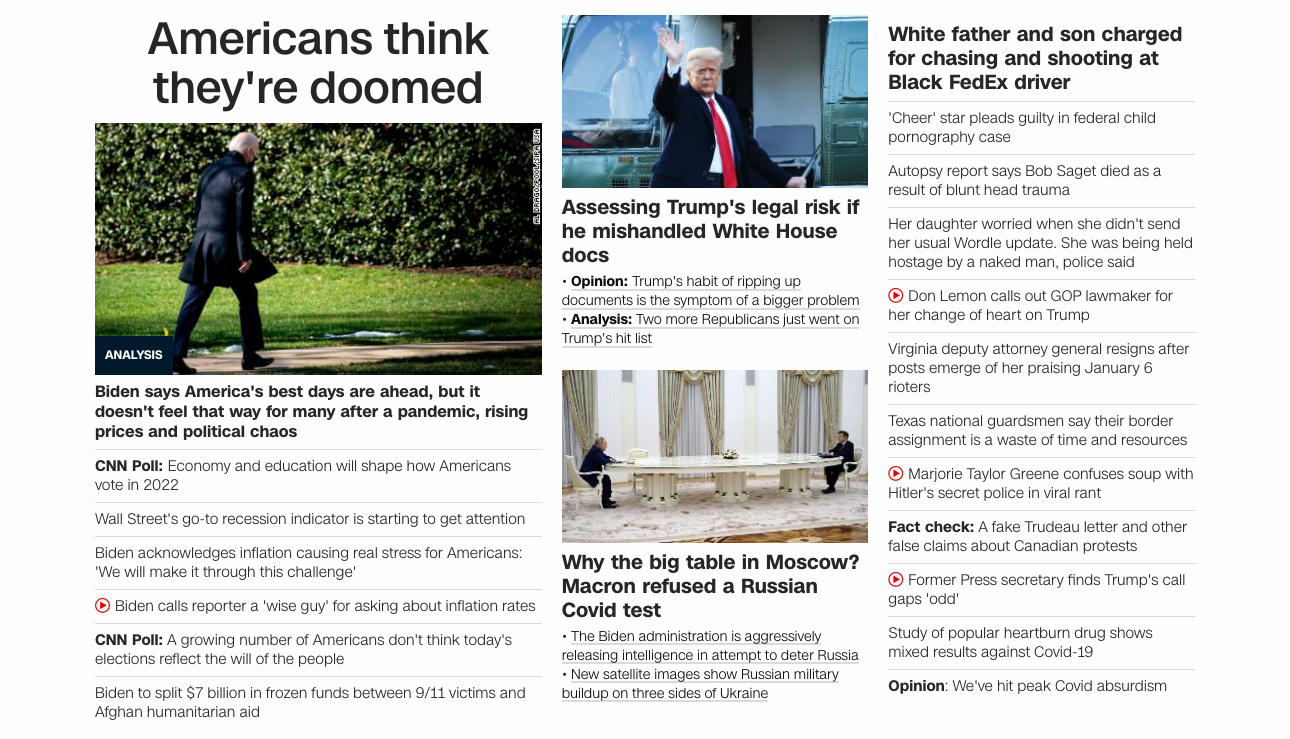 Americans think
they're doomed
AL DRAGO/POOL/SIPA USA
ANALYSIS
Biden says America's best days are ahead, but it
doesn't feel that way for many after a pandemic, rising
prices and political chaos
CNN Poll: Economy and education will shape how Americans
vote in 2022
Wall Street's go-to recession indicator is starting to get attention
Biden acknowledges inflation causing real stress for Americans:
'We will make it through this challenge'
Biden calls reporter a 'wise guy' for asking about inflation rates
CNN Poll: A growing number of Americans don't think today's
elections reflect the will of the people
Biden to split $7 billion in frozen funds between 9/11 victims and
Afghan humanitarian aid
Assessing Trump's legal risk if
he mishandled White House
docs
• Opinion: Trump's habit of ripping up
documents is the symptom of a bigger problem
• Analysis: Two more Republicans just went on
Trump's hit list
Why the big table in Moscow?
Macron refused a Russian
Covid test
• The Biden administration is aggressively
releasing intelligence in attempt to deter Russia
• New satellite images show Russian military
buildup on three sides of Ukraine
White father and son charged
for chasing and shooting at
Black FedEx driver
'Cheer' star pleads guilty in federal child
pornography case
Autopsy report says Bob Saget died as a
result of blunt head trauma
Her daughter worried when she didn't send
her usual Wordle update. She was being held
hostage by a naked man, police said
Don Lemon calls out GOP lawmaker for
her change of heart on Trump
Virginia deputy attorney general resigns after
posts emerge of her praising January 6
rioters
Texas national guardsmen say their border
assignment is a waste of time and resources
Marjorie Taylor Greene confuses soup with
Hitler's secret police in viral rant
Fact check: A fake Trudeau letter and other
false claims about Canadian protests
Former Press secretary finds Trump's call
gaps 'odd'
Study of popular heartburn drug shows
mixed results against Covid-19
Opinion: We've hit peak Covid absurdism